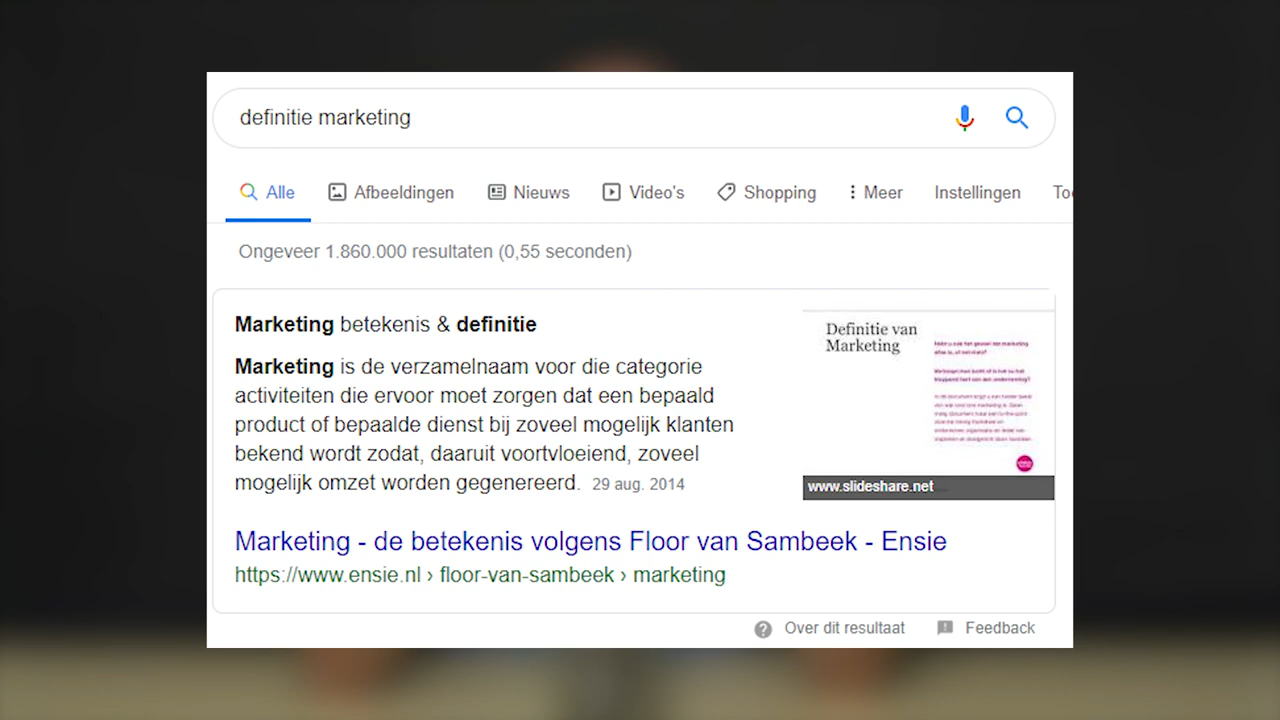 definitie marketing
Alle Afbeeldingen Nieuws Video's Shopping Meer Instellingen
Ongeveer 1.860.000 resultaten (0,55 seconden)
Marketing betekenis & definitie
Marketing is de verzamelnaam voor die categorie
activiteiten die ervoor moet zorgen dat een bepaald
product of bepaalde dienst bij zoveel mogelijk klanten
bekend wordt zodat, daaruit voortvloeiend, zoveel
mogelijk omzet worden gegenereerd. 29 aug. 2014
Definitie van
Marketing
www.slideshare.net
Marketing - de betekenis volgens Floor van Sambeek - Ensie
https://www.ensie.nl › floor-van-sambeek › marketing
Over dit resultaat Feedback